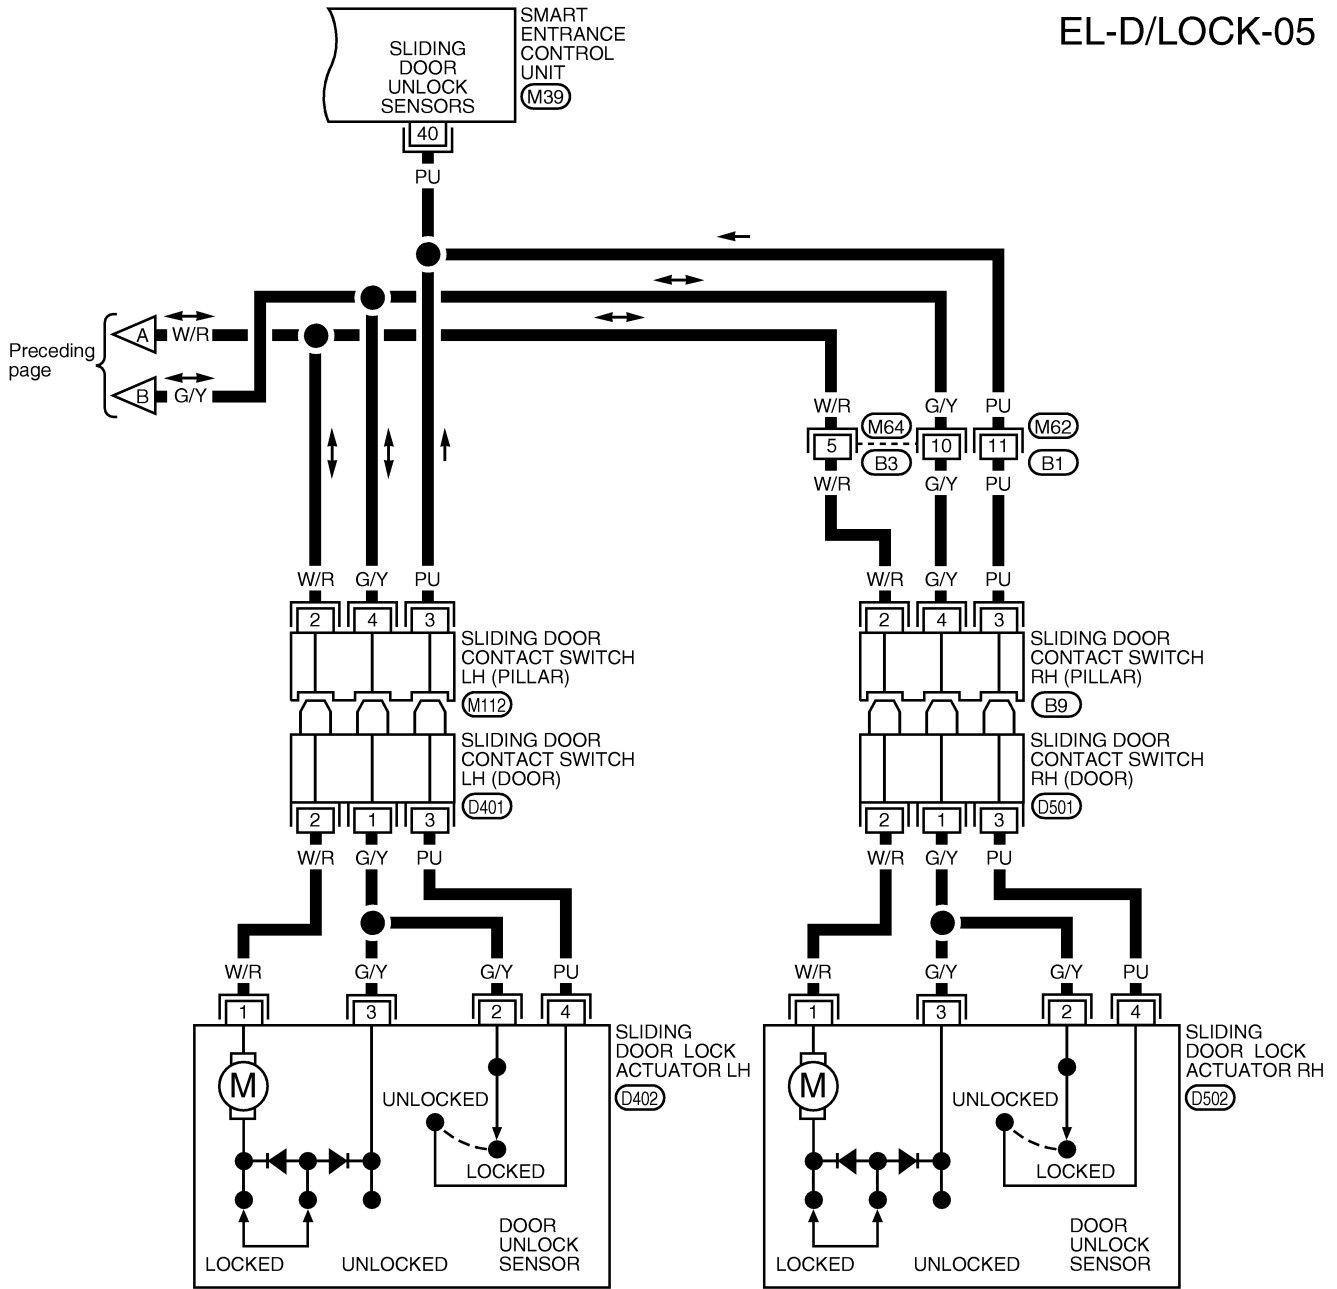 EL-D/LOCK-05
SMART
ENTRANCE
CONTROL
UNIT
M39
SLIDING
DOOR
UNLOCK
SENSORS
40
PU
Preceding
page
A
W/R
B
G/Y
W/R
G/Y
PU
5
M64
B3
10
11
M62
B1
W/R
G/Y
PU
W/R
G/Y
PU
2
4
3
SLIDING DOOR
CONTACT SWITCH
LH (PILLAR)
M112
SLIDING DOOR
CONTACT SWITCH
LH (DOOR)
D401
2
1
3
W/R
G/Y
PU
W/R
G/Y
PU
2
4
3
SLIDING DOOR
CONTACT SWITCH
RH (PILLAR)
B9
SLIDING DOOR
CONTACT SWITCH
RH (DOOR)
D501
2
1
3
W/R
G/Y
PU
W/R
G/Y
G/Y
PU
1
3
2
4
SLIDING
DOOR LOCK
ACTUATOR LH
D402
M
UNLOCKED
LOCKED
DOOR
UNLOCK
SENSOR
LOCKED
UNLOCKED
W/R
G/Y
G/Y
PU
1
3
2
4
SLIDING
DOOR LOCK
ACTUATOR RH
D502
M
UNLOCKED
LOCKED
DOOR
UNLOCK
SENSOR
LOCKED
UNLOCKED